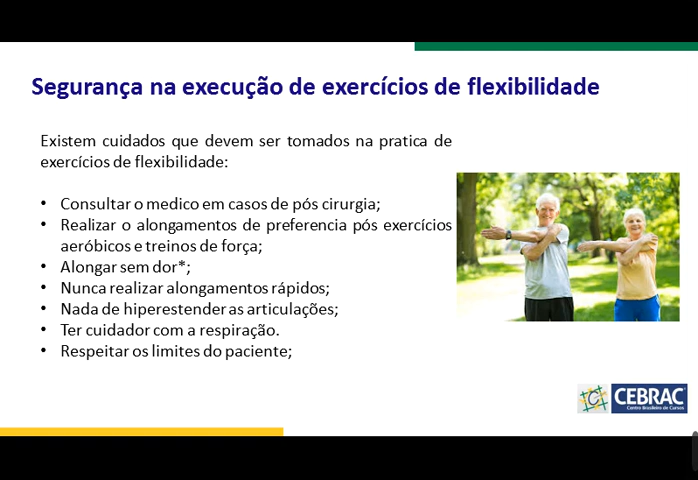 Segurança na execução de exercícios de flexibilidade
Existem cuidados que devem ser tomados na pratica de
exercícios de flexibilidade:
• Consultar o medico em casos de pós cirurgia;
• Realizar o alongamentos de preferencia pós exercícios
aeróbicos e treinos de força;
• Alongar sem dor*;
• Nunca realizar alongamentos rápidos;
• Nada de hiperestender as articulações;
• Ter cuidador com a respiração.
• Respeitar os limites do paciente;
CEBRAC
Centro Brasileiro de Cursos